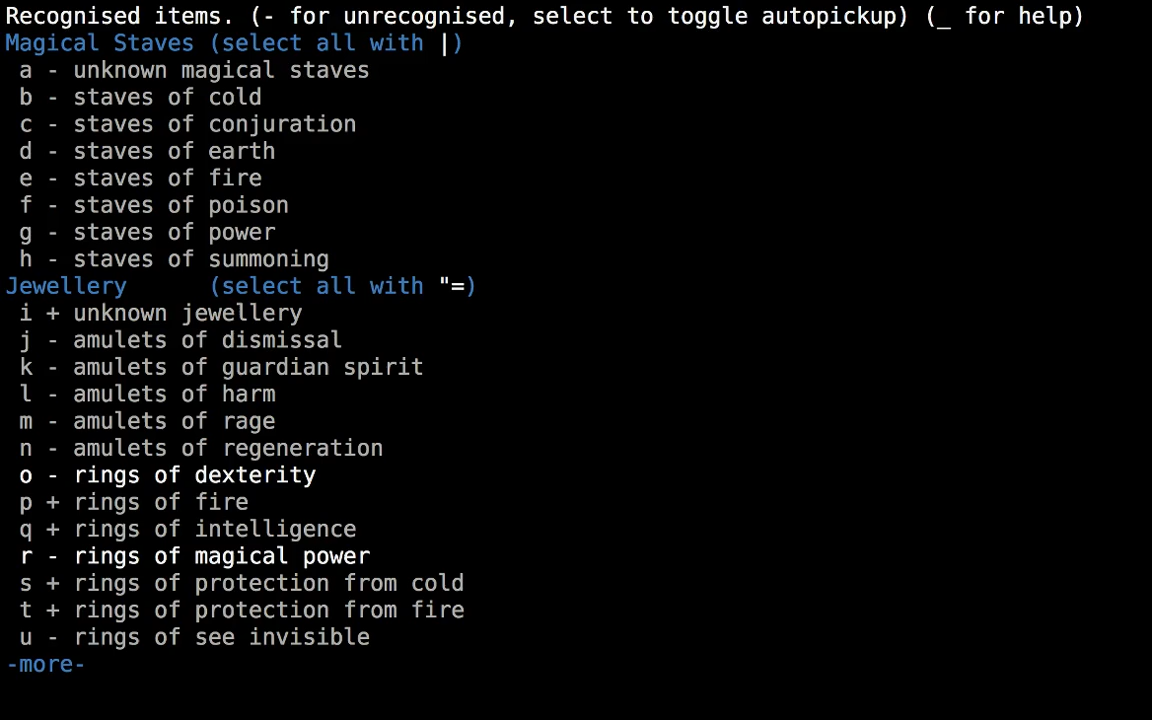 Recognised items. (- for unrecognised, select to toggle autopickup) (_ for help)
Magical Staves (select all with |)
a - unknown magical staves
b - staves of cold
c - staves of conjuration
d - staves of earth
e - staves of fire
f - staves of poison
g - staves of power
h - staves of summoning
Jewellery      (select all with "=)
i + unknown jewellery
j - amulets of dismissal
k - amulets of guardian spirit
l - amulets of harm
m - amulets of rage
n - amulets of regeneration
o - rings of dexterity
p + rings of fire
q + rings of intelligence
r - rings of magical power
s + rings of protection from cold
t + rings of protection from fire
u - rings of see invisible
-more-